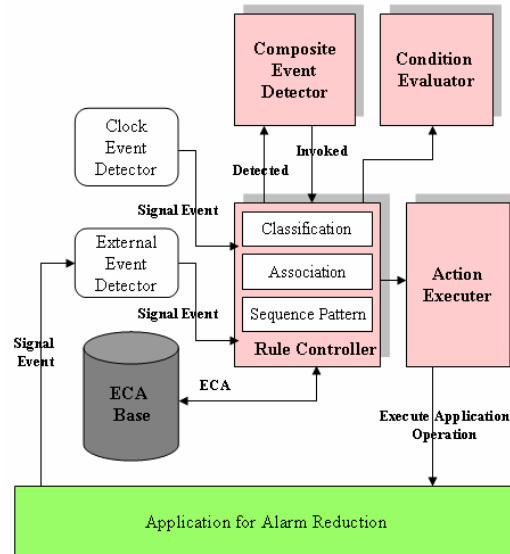 Composite
Event
Detector
Condition
Evaluator
Clock
Event
Detector
Detected
Invoked
Signal Event
Classification
External
Event
Detector
Association
Action
Executer
Signal Event
Sequence Pattern
Signal
Event
Rule Controller
ECA
ECA
Base
Execute Application
Operation
Application for Alarm Reduction